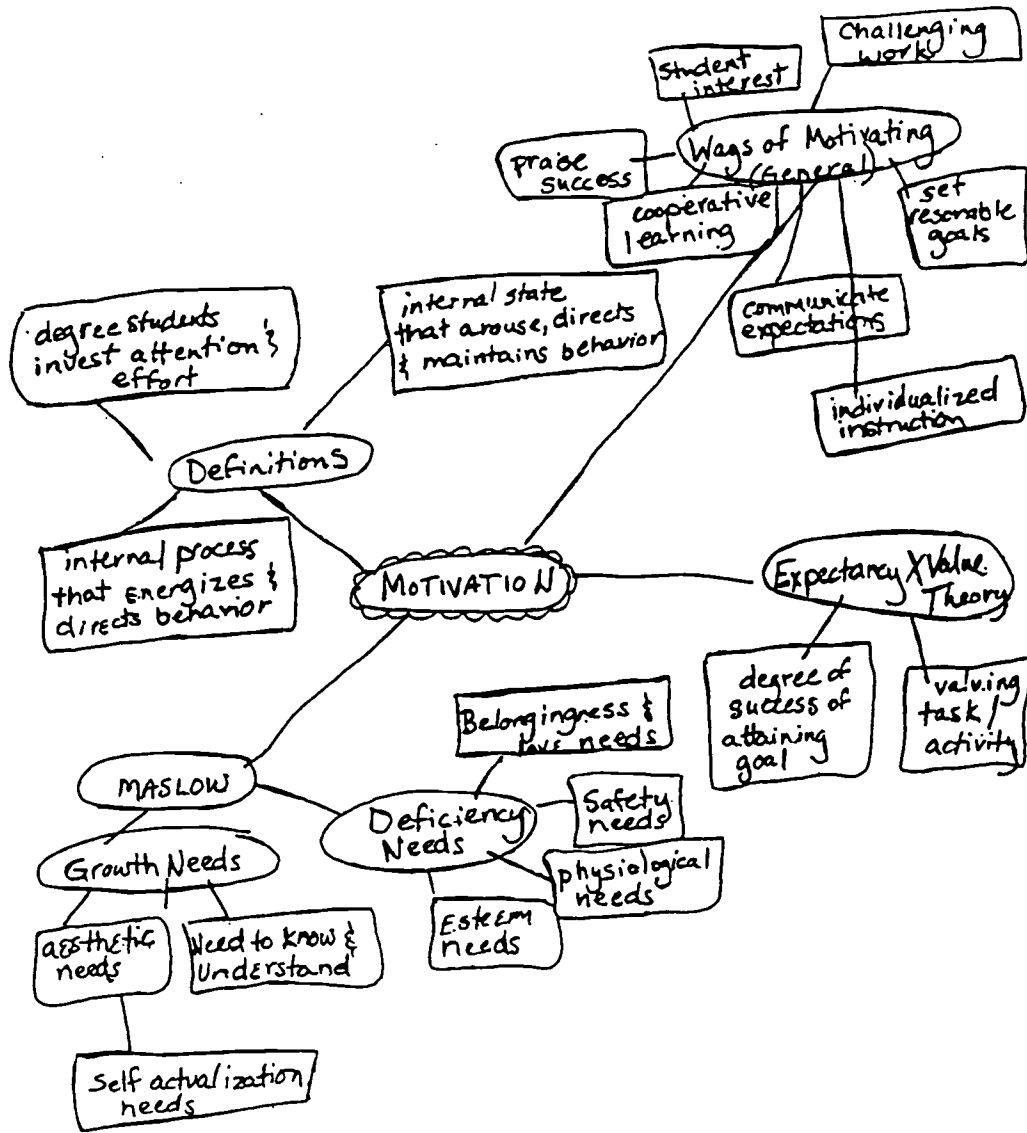 Challenging
work
student
interest
Ways of Motivating
(General)
praise
success
cooperative
learning
set
resonable
goals
communicate
expectations
individualized
instruction
degree students
invest attention &
effort
internal state
that arouse, directs
& maintains behavior
Definitions
internal process
that energizes &
directs behavior
MOTIVATION
Expectancy X Value
Theory
degree of
success of
attaining
goal
valuing
task /
activity
MASLOW
Belongingness &
love needs
Deficiency
Needs
Safety
needs
physiological
needs
Esteem
needs
Growth Needs
aesthetic
needs
Need to know &
Understand
Self actualization
needs